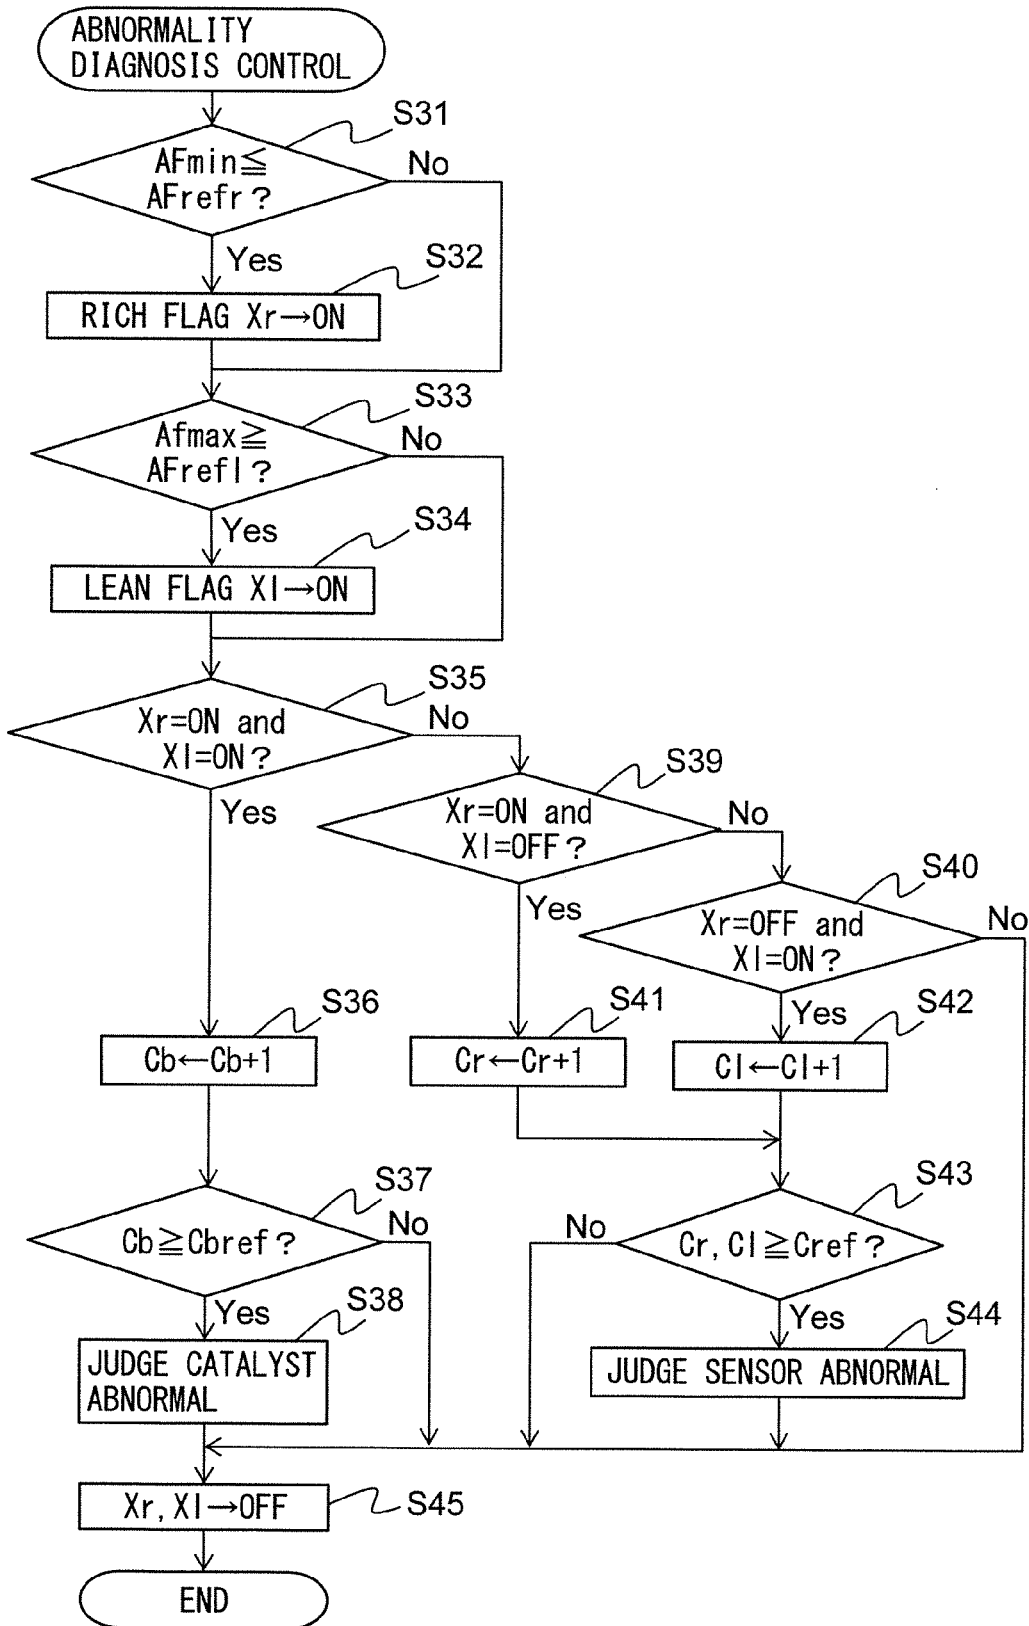 ABNORMALITY
DIAGNOSIS CONTROL
S31
AFmin≦
AFrefr?
No
Yes
S32
RICH FLAG Xr→ON
S33
Afmax≧
AFrefl?
No
Yes
S34
LEAN FLAG Xl→ON
S35
Xr=ON and
Xl=ON?
No
Yes
S39
Xr=ON and
Xl=OFF?
No
Yes
S40
Xr=OFF and
Xl=ON?
No
Yes
S36
Cb←Cb+1
S41
Cr←Cr+1
S42
Cl←Cl+1
S37
Cb≧Cbref?
No
Yes
S43
Cr, Cl≧Cref?
No
Yes
S38
JUDGE CATALYST
ABNORMAL
S44
JUDGE SENSOR ABNORMAL
Xr, Xl→OFF
S45
END